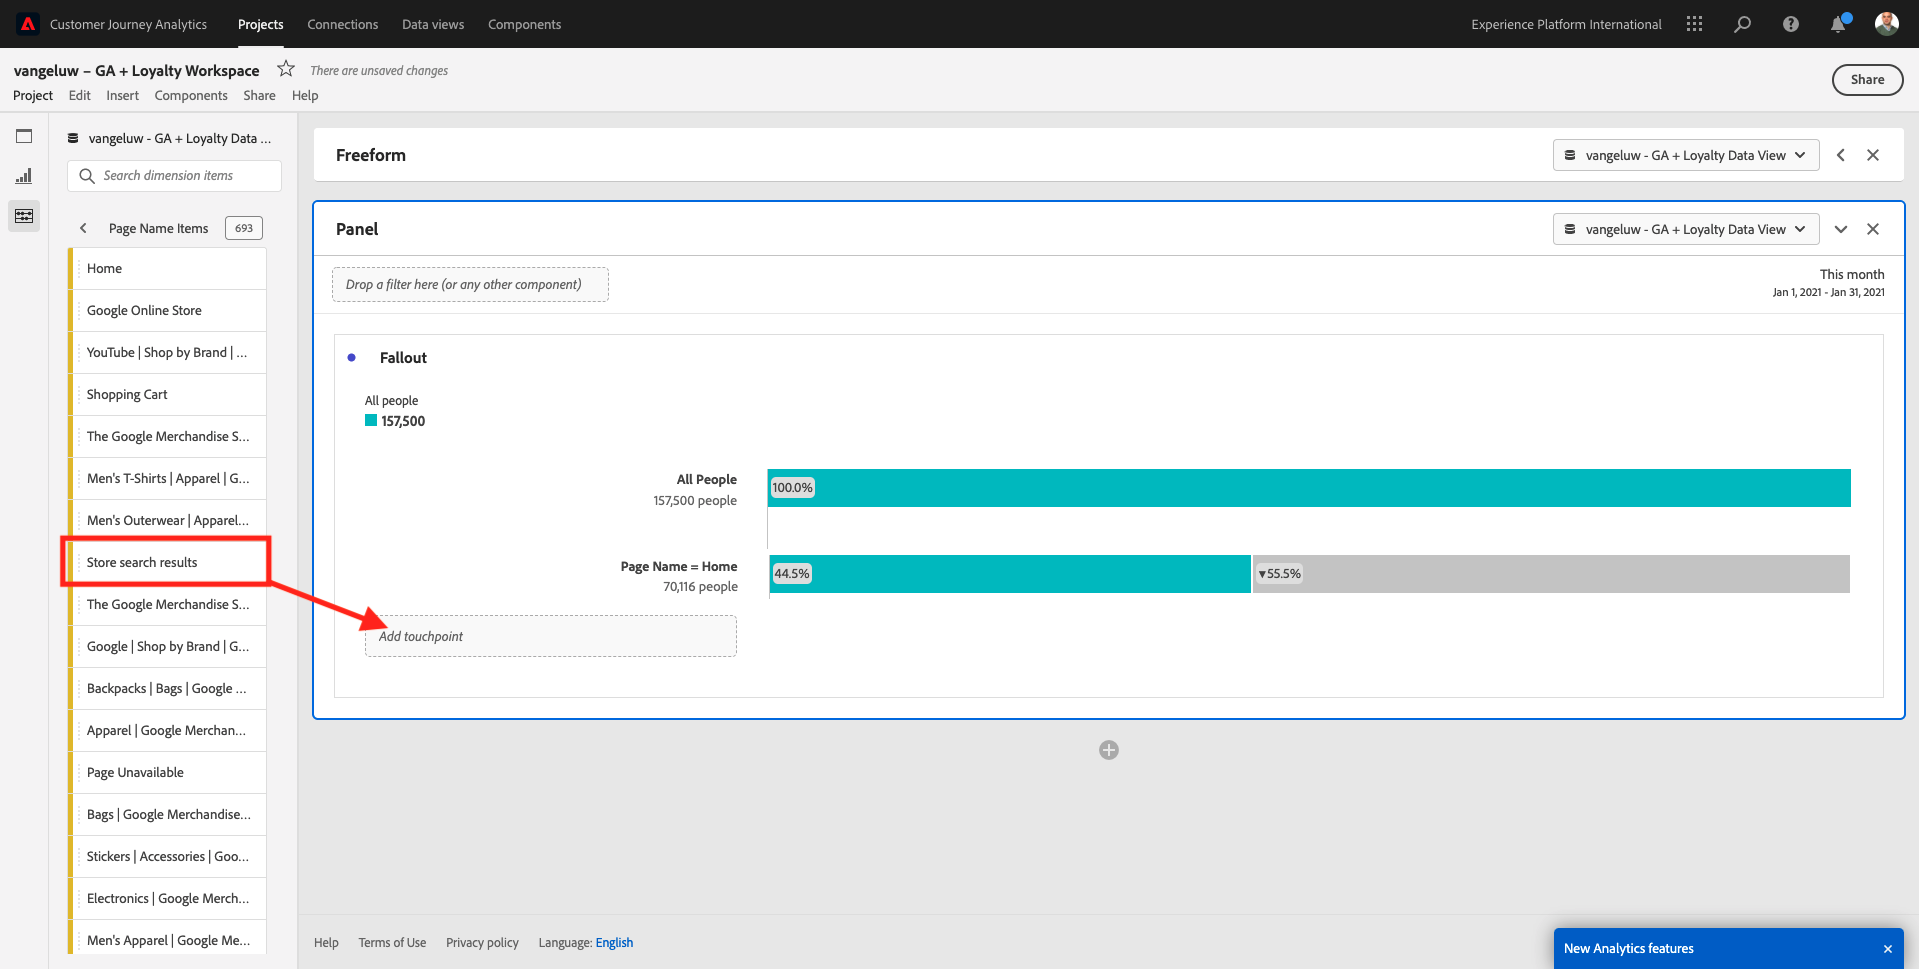 Customer Journey Analytics
Projects
Connections
Data views
Components
Experience Platform International
vangeluw – GA + Loyalty Workspace
There are unsaved changes
Project
Edit
Insert
Components
Share
Help
Share
vangeluw - GA + Loyalty Data ...
Search dimension items
Page Name Items
693
Home
Google Online Store
YouTube | Shop by Brand | ...
Shopping Cart
The Google Merchandise S...
Men's T-Shirts | Apparel | G...
Men's Outerwear | Apparel...
Store search results
The Google Merchandise S...
Google | Shop by Brand | G...
Backpacks | Bags | Google ...
Apparel | Google Merchan...
Page Unavailable
Bags | Google Merchandise...
Stickers | Accessories | Goo...
Electronics | Google Merch...
Men's Apparel | Google Me...
Freeform
vangeluw - GA + Loyalty Data View
Panel
vangeluw - GA + Loyalty Data View
Drop a filter here (or any other component)
This month
Jan 1, 2021 - Jan 31, 2021
Fallout
All people
157,500
All People
157,500 people
100.0%
Page Name = Home
70,116 people
44.5%
▼55.5%
Add touchpoint
Help
Terms of Use
Privacy policy
Language: English
New Analytics features